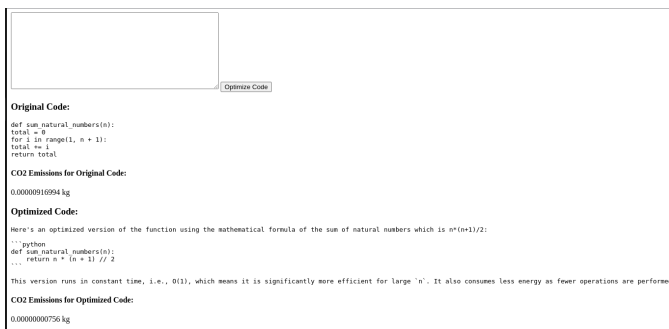 Optimize Code
Original Code:
def sum_natural_numbers(n):
total = 0
for i in range(1, n + 1):
total += i
return total
CO2 Emissions for Original Code:
0.00000916994 kg
Optimized Code:
Here's an optimized version of the function using the mathematical formula of the sum of natural numbers which is n*(n+1)/2:
```python
def sum_natural_numbers(n):
    return n * (n + 1) // 2
```
This version runs in constant time, i.e., O(1), which means it is significantly more efficient for large `n`. It also consumes less energy as fewer operations are performe
CO2 Emissions for Optimized Code:
0.00000000756 kg